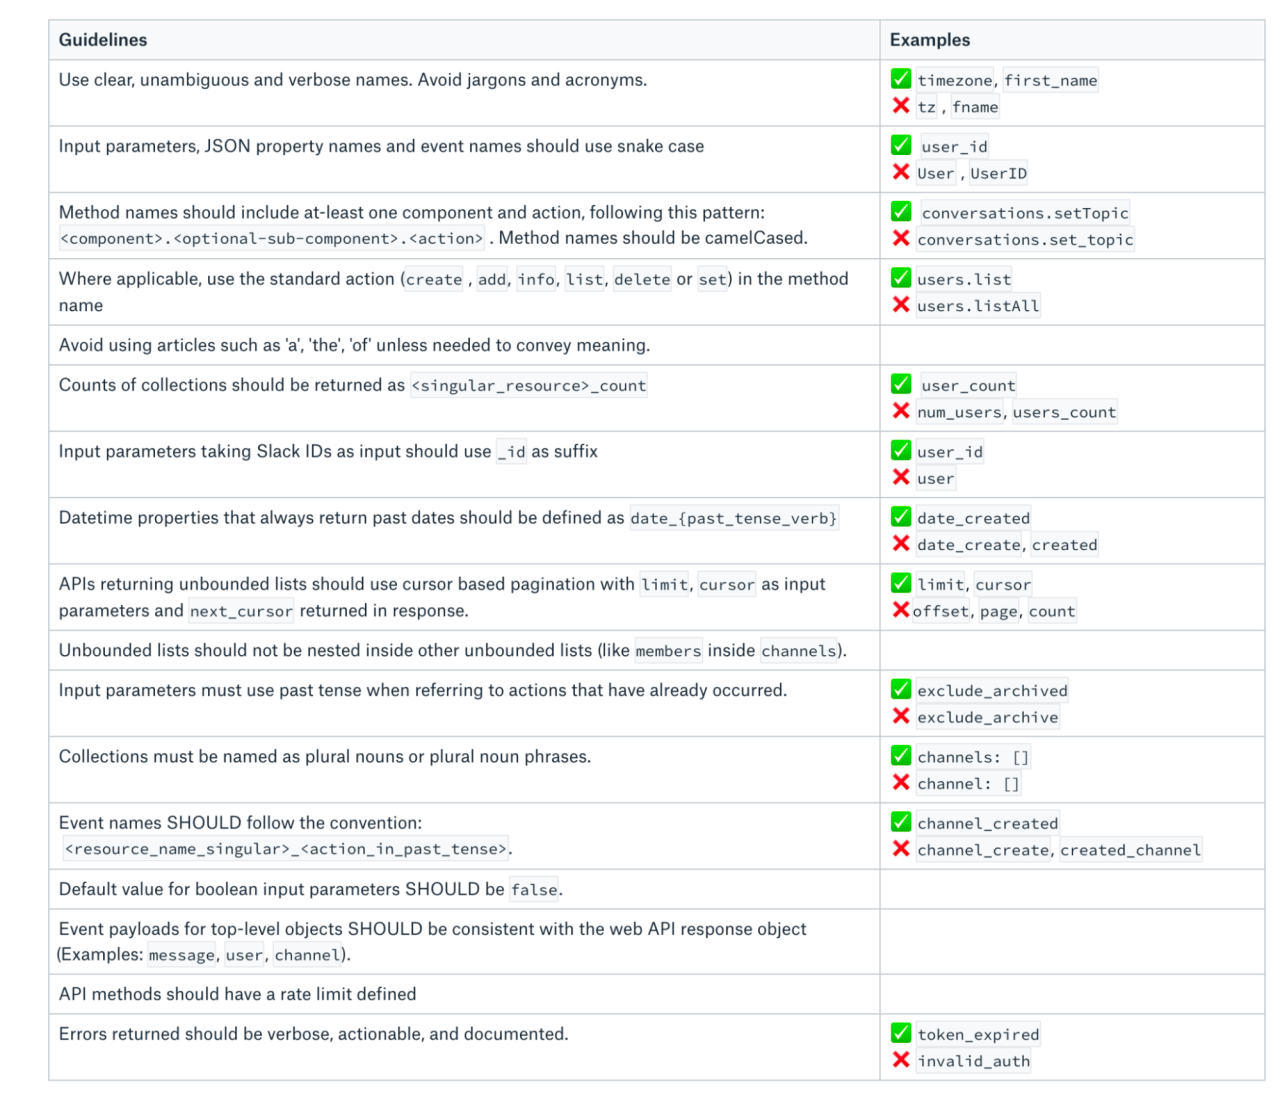 Guidelines
Examples
Use clear, unambiguous and verbose names. Avoid jargons and acronyms.
✅ timezone, first_name
❌ tz , fname
Input parameters, JSON property names and event names should use snake case
✅ user_id
❌ User , UserID
Method names should include at-least one component and action, following this pattern:
<component>.<optional-sub-component>.<action> . Method names should be camelCased.
✅ conversations.setTopic
❌ conversations.set_topic
Where applicable, use the standard action (create , add, info, list, delete or set) in the method
name
✅ users.list
❌ users.listAll
Avoid using articles such as 'a', 'the', 'of' unless needed to convey meaning.
Counts of collections should be returned as <singular_resource>_count
✅ user_count
❌ num_users, users_count
Input parameters taking Slack IDs as input should use _id as suffix
✅ user_id
❌ user
Datetime properties that always return past dates should be defined as date_{past_tense_verb}
✅ date_created
❌ date_create, created
APIs returning unbounded lists should use cursor based pagination with limit, cursor as input
parameters and next_cursor returned in response.
✅ limit, cursor
❌ offset, page, count
Unbounded lists should not be nested inside other unbounded lists (like members inside channels).
Input parameters must use past tense when referring to actions that have already occurred.
✅ exclude_archived
❌ exclude_archive
Collections must be named as plural nouns or plural noun phrases.
✅ channels: []
❌ channel: []
Event names SHOULD follow the convention:
<resource_name_singular>_<action_in_past_tense>.
✅ channel_created
❌ channel_create, created_channel
Default value for boolean input parameters SHOULD be false.
Event payloads for top-level objects SHOULD be consistent with the web API response object
(Examples: message, user, channel).
API methods should have a rate limit defined
Errors returned should be verbose, actionable, and documented.
✅ token_expired
❌ invalid_auth